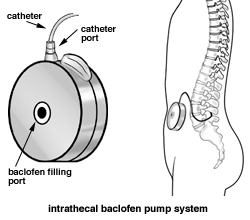 catheter
catheter
port
baclofen filling
port
intrathecal baclofen pump system